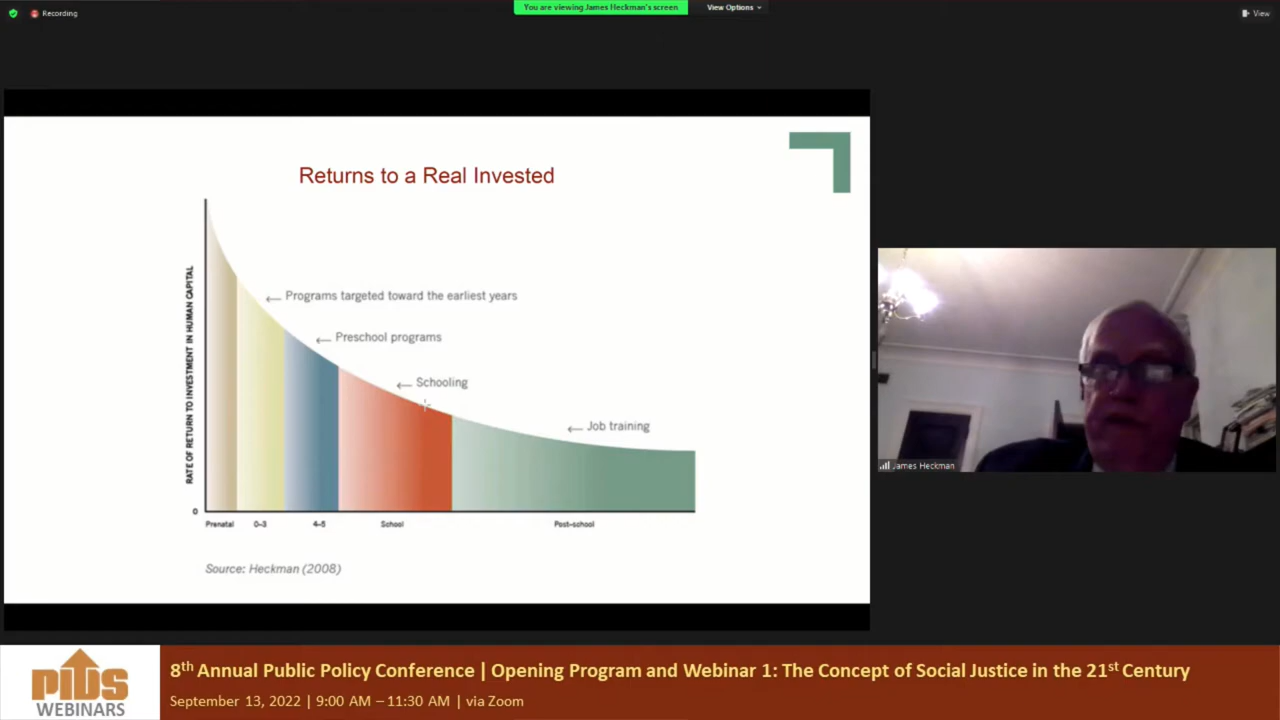 Recording
You are viewing James Heckman's screen
View Options
View
Returns to a Real Invested
RATE OF RETURN TO INVESTMENT IN HUMAN CAPITAL
Programs targeted toward the earliest years
Preschool programs
Schooling
Job training
0
Prenatal 0–3 4–5 School Post-school
Source: Heckman (2008)
James Heckman
PIDS
WEBINARS
8th Annual Public Policy Conference | Opening Program and Webinar 1: The Concept of Social Justice in the 21st Century
September 13, 2022 | 9:00 AM – 11:30 AM | via Zoom